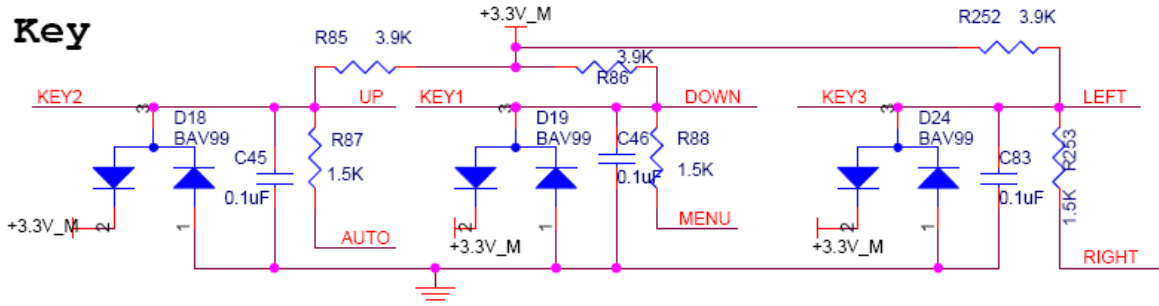 Key
+3.3V_M
R85 3.9K
3.9K
R86
R252 3.9K
KEY2
UP
KEY1
DOWN
KEY3
LEFT
3
D18
BAV99
C45
0.1uF
R87
1.5K
+3.3V_M
2
1
AUTO
3
D19
BAV99
C46
0.1uF
R88
1.5K
+3.3V_M
2
1
MENU
3
D24
BAV99
C83
0.1uF
R253
1.5K
+3.3V_M
2
1
RIGHT